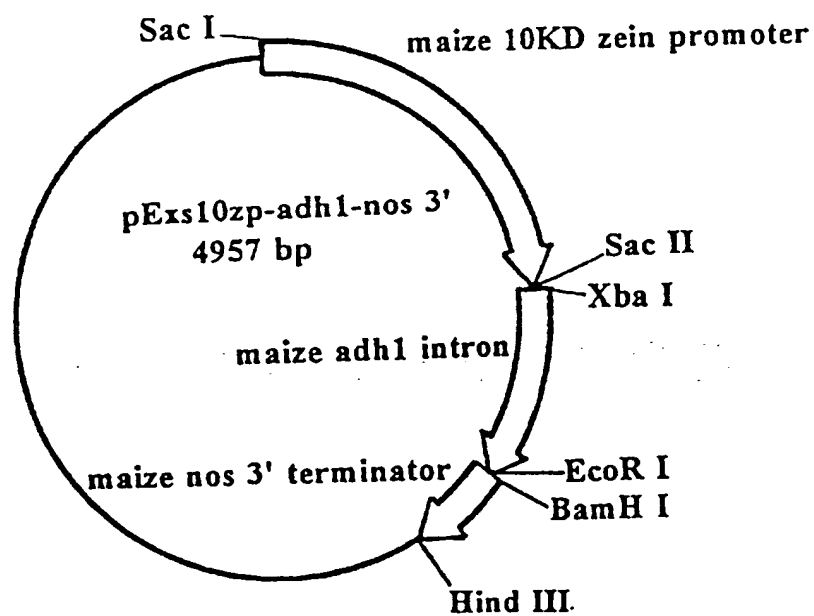 Sac I
maize 10KD zein promoter
pExs10zp-adh1-nos 3'
4957 bp
Sac II
Xba I
maize adh1 intron
maize nos 3' terminator
EcoR I
BamH I
Hind III.